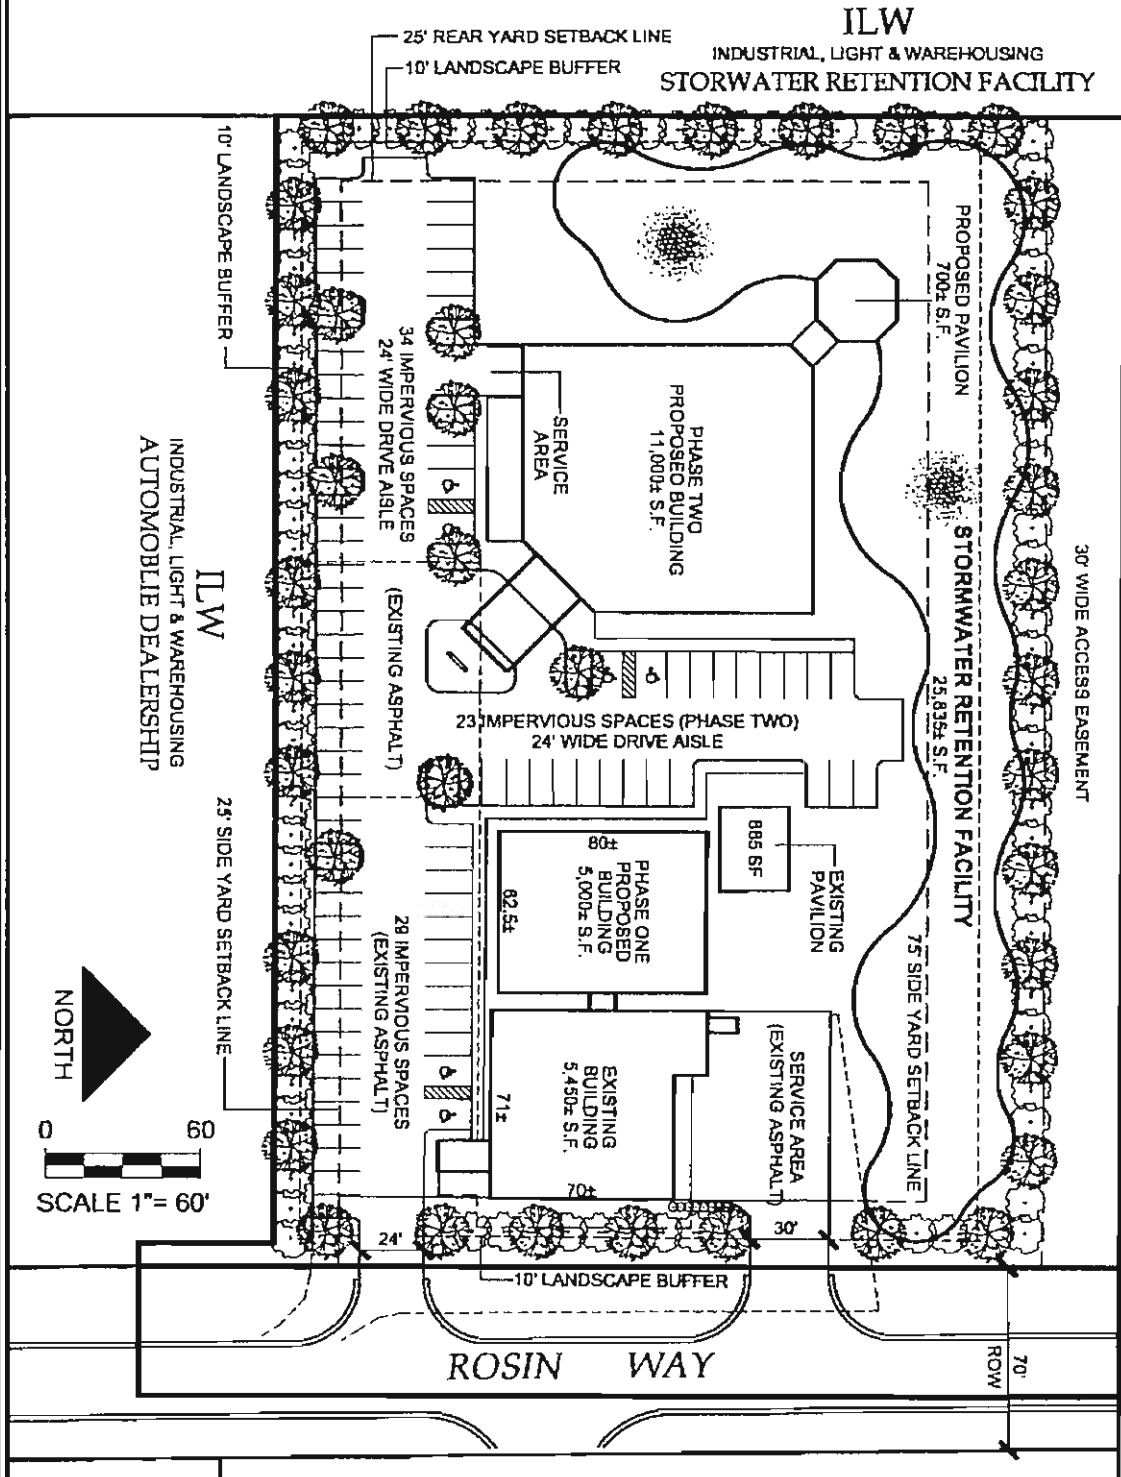 ILW
INDUSTRIAL, LIGHT & WAREHOUSING
STORWATER RETENTION FACILITY
25' REAR YARD SETBACK LINE
10' LANDSCAPE BUFFER
10' LANDSCAPE BUFFER
PROPOSED PAVILION
700± S.F.
34 IMPERVIOUS SPACES
24' WIDE DRIVE AISLE
SERVICE
AREA
PHASE TWO
PROPOSED BUILDING
11,000± S.F.
STORMWATER RETENTION FACILITY
25,835± S.F.
30' WIDE ACCESS EASEMENT
ILW
INDUSTRIAL, LIGHT & WAREHOUSING
AUTOMOBLIE DEALERSHIP
(EXISTING ASPHALT)
23 IMPERVIOUS SPACES (PHASE TWO)
24' WIDE DRIVE AISLE
885 SF
EXISTING
PAVILION
80±
62.5±
PHASE ONE
PROPOSED
BUILDING
5,000± S.F.
25' SIDE YARD SETBACK LINE
29 IMPERVIOUS SPACES
(EXISTING ASPHALT)
75' SIDE YARD SETBACK LINE
NORTH
SERVICE AREA
(EXISTING ASPHALT)
EXISTING
BUILDING
5,450± S.F.
71±
70±
0 60
SCALE 1"= 60'
24'
30'
10' LANDSCAPE BUFFER
ROSIN WAY
70'
ROW